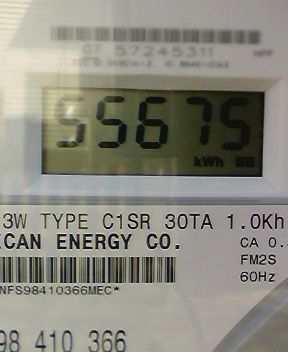 07 57245311
55675
kWh
3W TYPE C1SR 30TA 1.0Kh
ICAN ENERGY CO.
CA 0.
FM2S
NFS98410366MEC*
60Hz
98 410 366